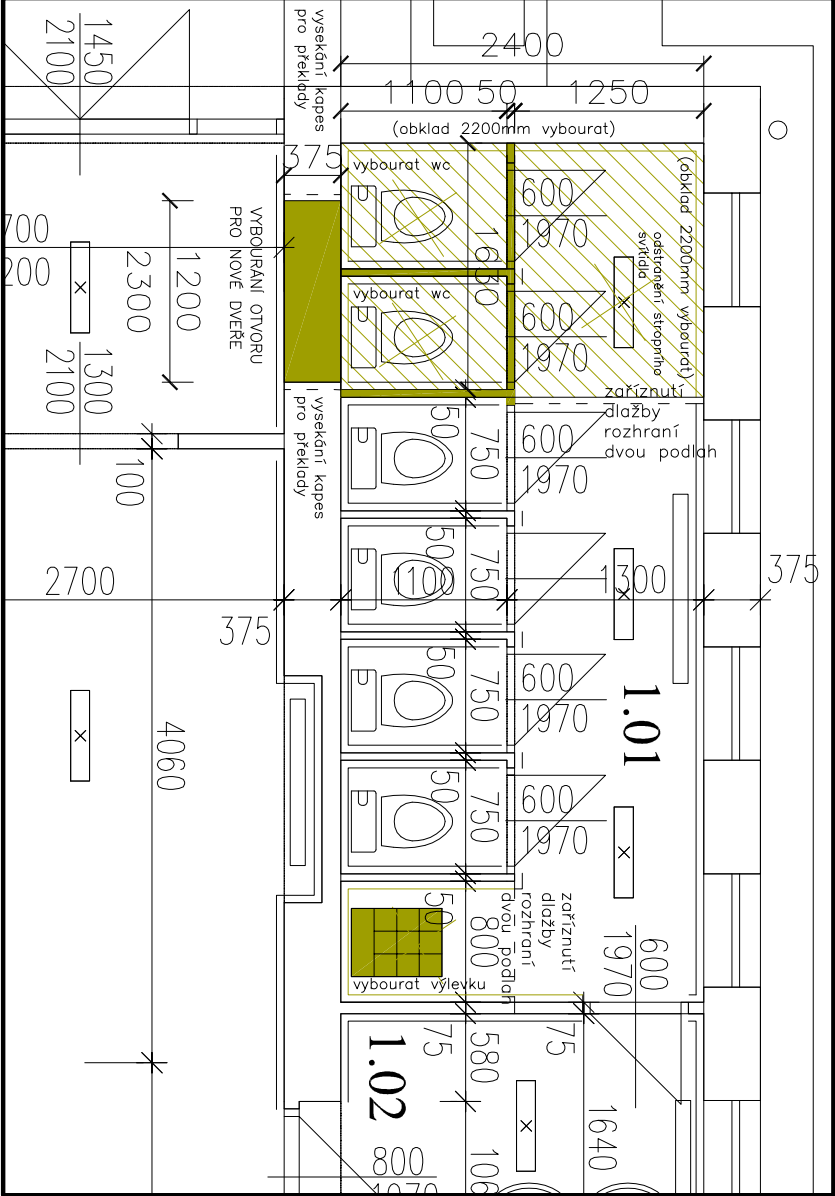 1450
2100
vysekání kapes
pro překlady
2400
1100 50 1250
(obklad 2200mm vybourat)
375
vybourat wc
600
1970
1650
(obklad 2200mm vybourat)
odstranění stropního
svítidla
VYBOURÁNÍ OTVORU
PRO NOVÉ DVEŘE
700
200
1200
2300
vybourat wc
600
1970
1300
2100
vysekání kapes
pro překlady
zaříznutí
dlažby
rozhraní
dvou podlah
50
750
600
1970
100
50
750
2700
1100
1300
375
375
50
750
600
1970
1.01
4060
50
750
600
1970
50
800
zaříznutí
dlažby
rozhraní
dvou podlah
600
1970
vybourat výlevku
75
580
75
1.02
1640
800
1970
106